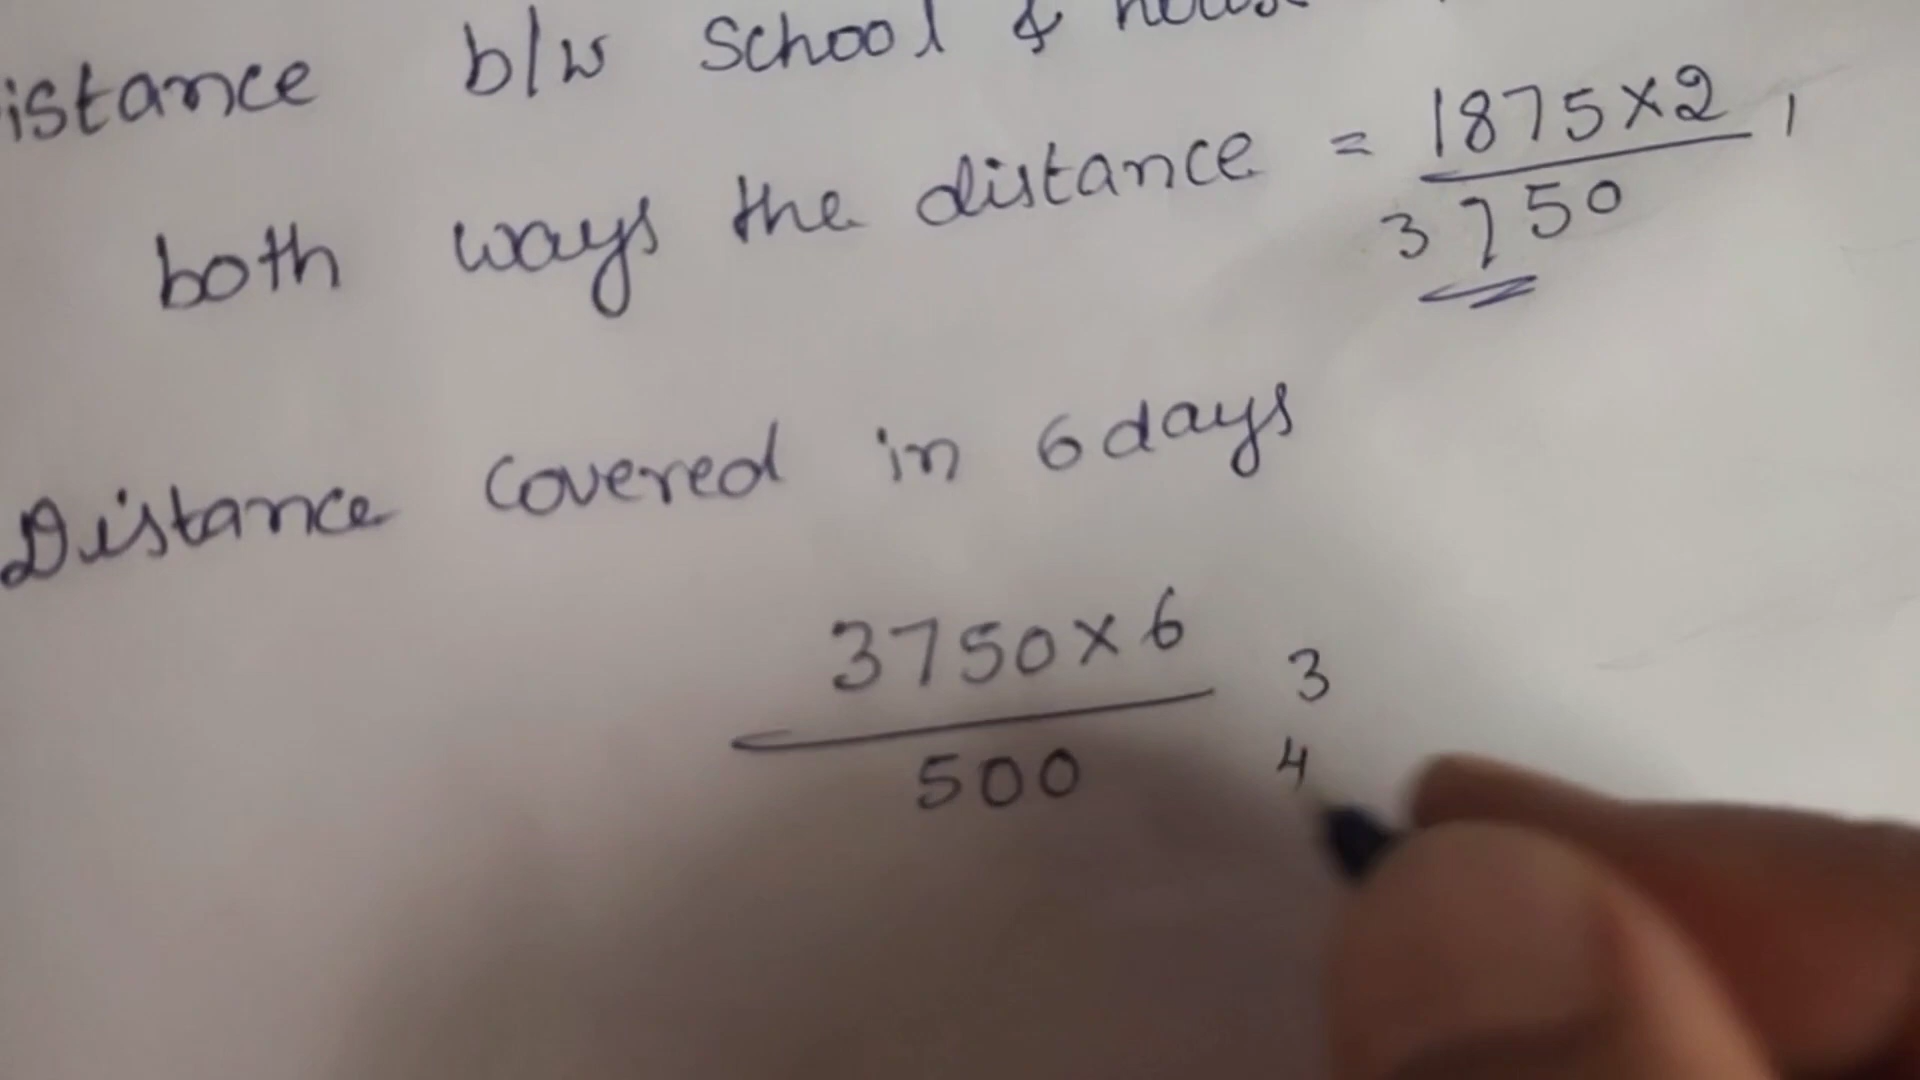 istance b/w School &
both ways the distance = 1875×2
3750
Distance covered in 6 days
3750×6
500
3
4